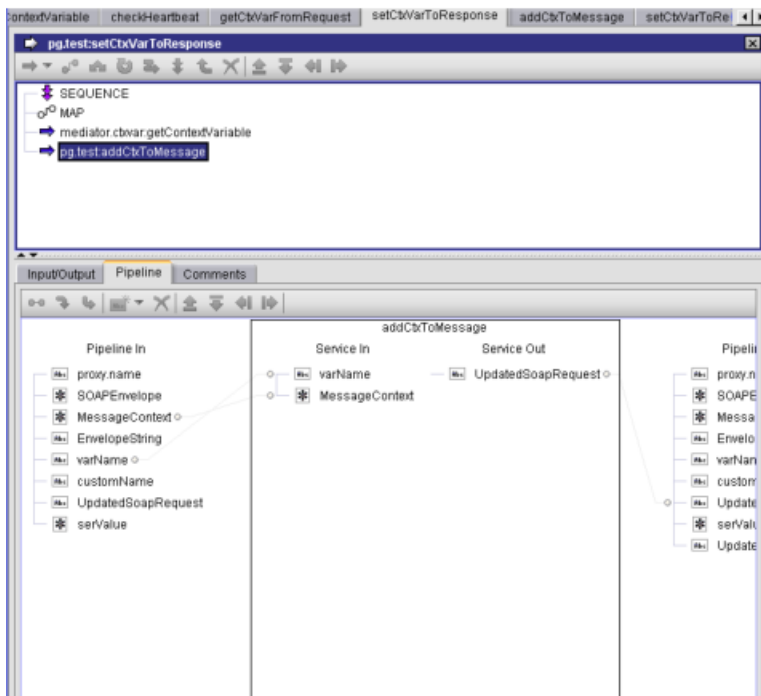 ContextVariable checkHeartbeat getCtxVarFromRequest setCtxVarToResponse addCtxToMessage setCtxVarToRe
pg.test:setCtxVarToResponse
SEQUENCE
MAP
mediator.ctxvar:getContextVariable
pg.test:addCtxToMessage
Input/Output Pipeline Comments
addCtxToMessage
Pipeline In Service In Service Out Pipelin
proxy.name varName UpdatedSoapRequest proxy.n
SOAPEnvelope MessageContext SOAPE
MessageContext Messa
EnvelopeString Envelo
varName varNan
customName custom
UpdatedSoapRequest Update
serValue serValu
Update